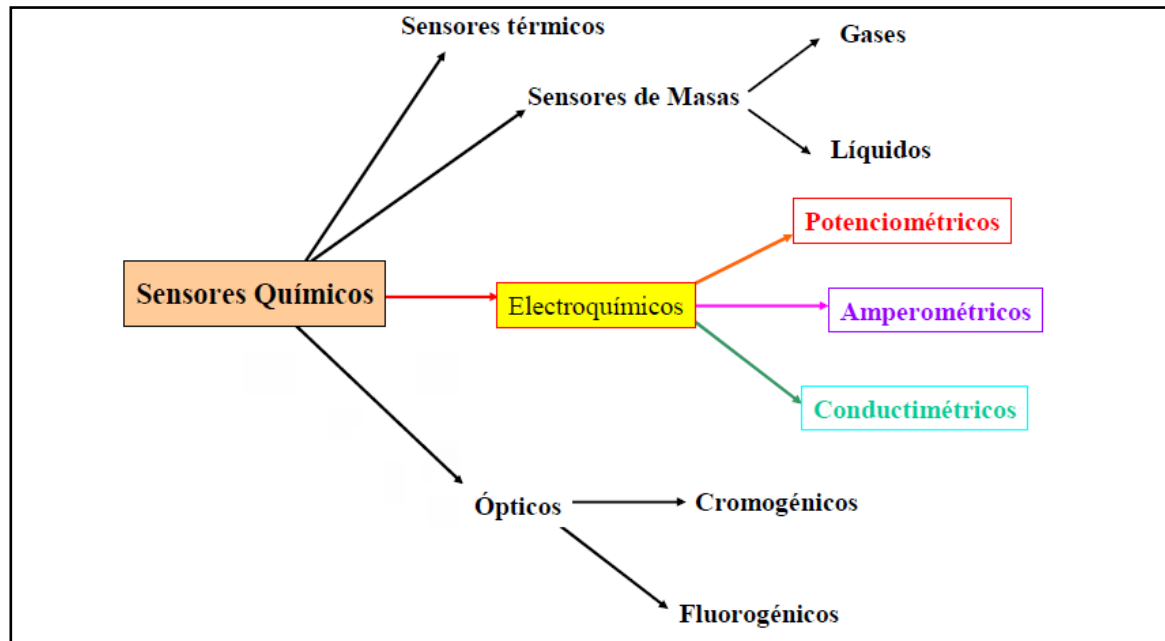 Sensores térmicos
Gases
Sensores de Masas
Líquidos
Potenciométricos
Sensores Químicos
Electroquímicos
Amperométricos
Conductimétricos
Ópticos
Cromogénicos
Fluorogénicos